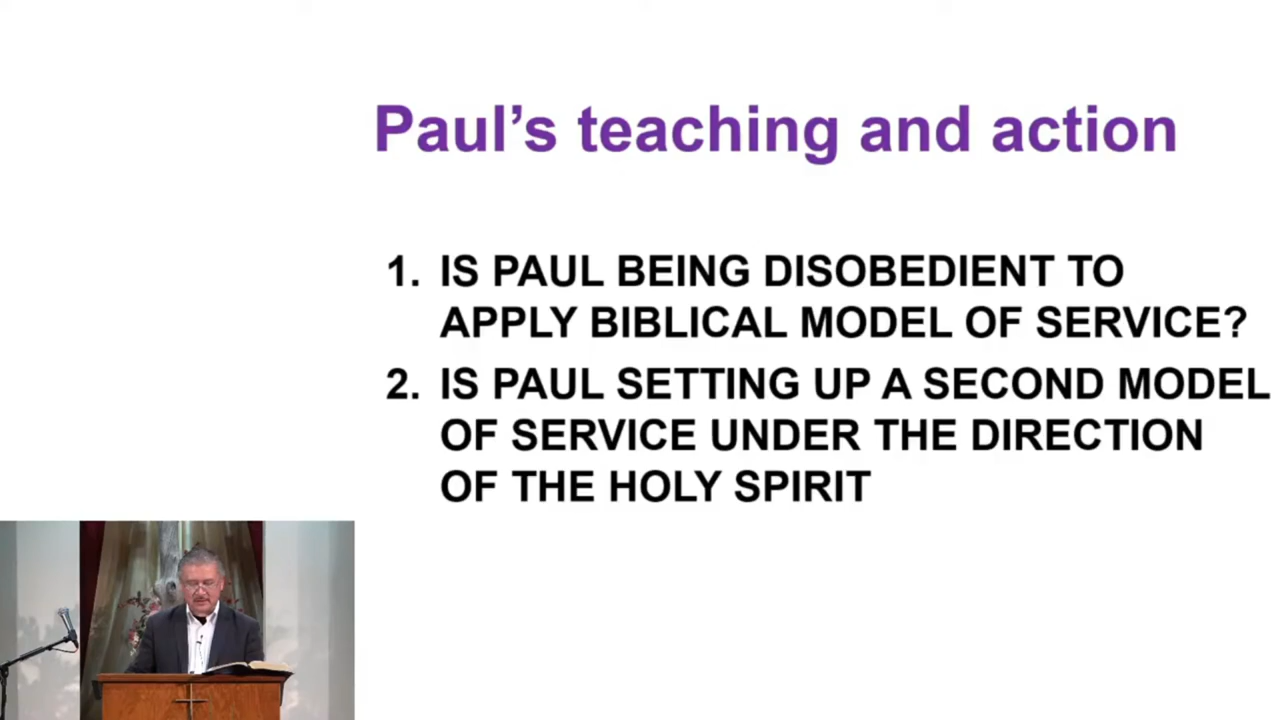 Paul’s teaching and action
1. IS PAUL BEING DISOBEDIENT TO
APPLY BIBLICAL MODEL OF SERVICE?
2. IS PAUL SETTING UP A SECOND MODEL
OF SERVICE UNDER THE DIRECTION
OF THE HOLY SPIRIT